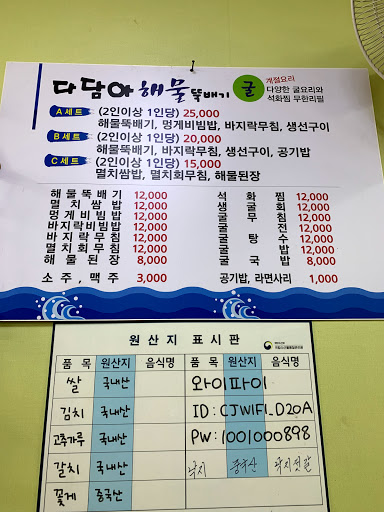 다담아 해물 뚝배기 굴
계절요리
다양한 굴요리와
석화찜 무한리필
A세트 (2인이상 1인당) 25,000
해물뚝배기, 멍게비빔밥, 바지락무침, 생선구이
B세트 (2인이상 1인당) 20,000
해물뚝배기, 바지락무침, 생선구이, 공기밥
C세트 (2인이상 1인당) 15,000
멸치쌈밥, 멸치회무침, 해물된장
해물뚝배기 12,000
멸치쌈밥 12,000
멍게비빔밥 12,000
바지락비빔밥 12,000
바지락무침 12,000
멸치회무침 12,000
해물된장 8,000
소주, 맥주 3,000
석화찜 12,000
생굴회 12,000
굴무침 12,000
굴전 12,000
굴탕수 12,000
굴밥 12,000
굴국밥 8,000
공기밥, 라면사리 1,000
원산지 표시판
품목 원산지 음식명 품목 원산지 음식명
쌀 국내산 와이파이
김치 국내산 ID: CJWIFI_D20A
고춧가루 국내산 PW: 1001000898
갈치 국내산 낙지 중국산 낙지젓갈
꽃게 중국산